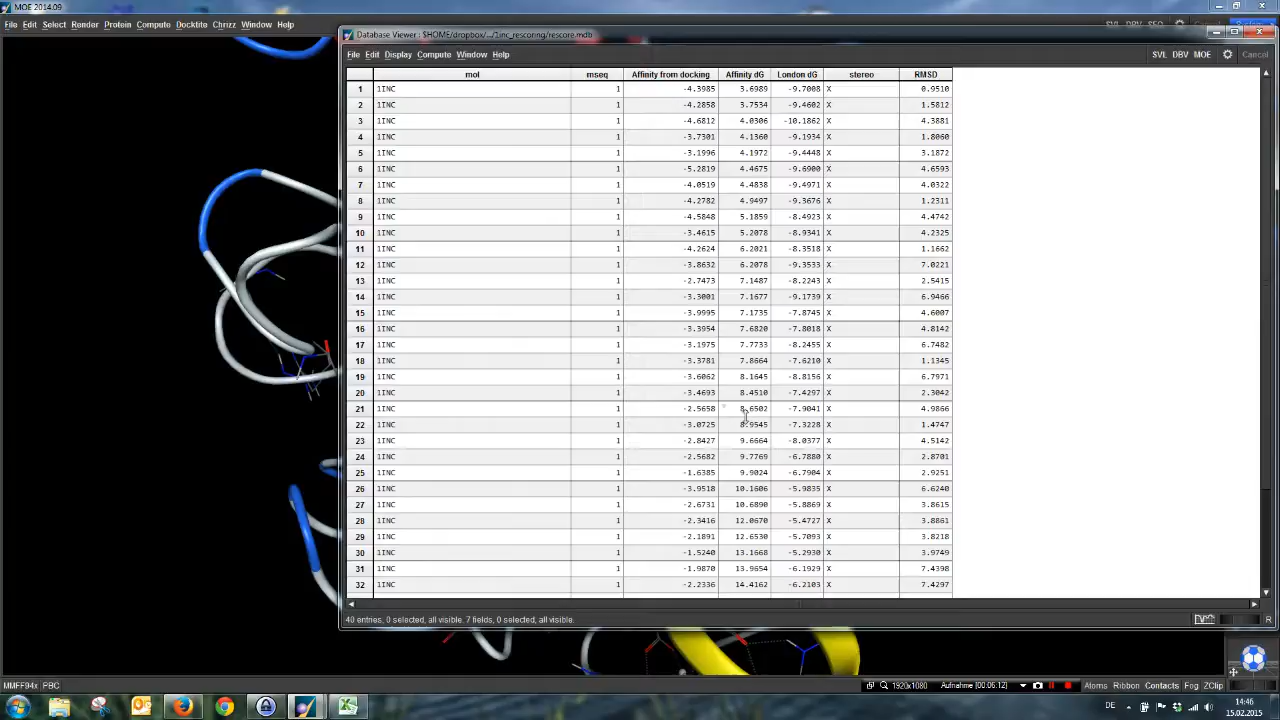 MOE 2014.09
File Edit Select Render Protein Compute Docktite Chrizz Window Help
SVL DBV SEQ
Database Viewer : $HOME/dropbox/.../1inc_rescoring/rescore.mdb
File Edit Display Compute Window Help
SVL DBV MOE Cancel
mol mseq Affinity from docking Affinity dG London dG stereo RMSD
1 1INC 1 -4.3985 3.6989 -9.7008 X 0.9510
2 1INC 1 -4.2858 3.7534 -9.4602 X 1.5812
3 1INC 1 -4.6812 4.0306 -10.1862 X 4.3881
4 1INC 1 -3.7301 4.1360 -9.1934 X 1.8060
5 1INC 1 -3.1996 4.1972 -9.4448 X 3.1872
6 1INC 1 -5.2819 4.4675 -9.6900 X 4.6593
7 1INC 1 -4.0519 4.4838 -9.4971 X 4.0322
8 1INC 1 -4.2782 4.9497 -9.3676 X 1.2311
9 1INC 1 -4.5848 5.1859 -8.4923 X 4.4742
10 1INC 1 -3.4615 5.2078 -8.9341 X 4.2325
11 1INC 1 -4.2624 6.2021 -8.3518 X 1.1662
12 1INC 1 -3.8632 6.2078 -9.3533 X 7.0221
13 1INC 1 -2.7473 7.1487 -8.2243 X 2.5415
14 1INC 1 -3.3001 7.1677 -9.1739 X 6.9466
15 1INC 1 -3.9995 7.1735 -7.8745 X 4.6007
16 1INC 1 -3.3954 7.6820 -7.8018 X 4.8142
17 1INC 1 -3.1975 7.7733 -8.2455 X 6.7482
18 1INC 1 -3.3781 7.8664 -7.6210 X 1.1345
19 1INC 1 -3.6062 8.1645 -8.8156 X 6.7971
20 1INC 1 -3.4693 8.4510 -7.4297 X 2.3042
21 1INC 1 -2.5658 8.6502 -7.9041 X 4.9866
22 1INC 1 -3.0725 8.9545 -7.3228 X 1.4747
23 1INC 1 -2.8427 9.6664 -8.0377 X 4.5142
24 1INC 1 -2.5682 9.7769 -6.7880 X 2.8701
25 1INC 1 -1.6385 9.9024 -6.7904 X 2.9251
26 1INC 1 -3.9518 10.1606 -5.9835 X 6.6240
27 1INC 1 -2.6731 10.6890 -5.8869 X 3.8615
28 1INC 1 -2.3416 12.0670 -5.4727 X 3.8861
29 1INC 1 -2.1891 12.6530 -5.7093 X 3.8218
30 1INC 1 -1.5240 13.1668 -5.2930 X 3.9749
31 1INC 1 -1.9870 13.9654 -6.1929 X 7.4398
32 1INC 1 -2.2336 14.4162 -6.2103 X 7.4297
40 entries, 0 selected, all visible. 7 fields, 0 selected, all visible.
R
MMFF94x PBC
1920x1080 Aufnahme [00:06:12]
Atoms Ribbon Contacts Fog ZClip
DE
14:46
15.02.2015